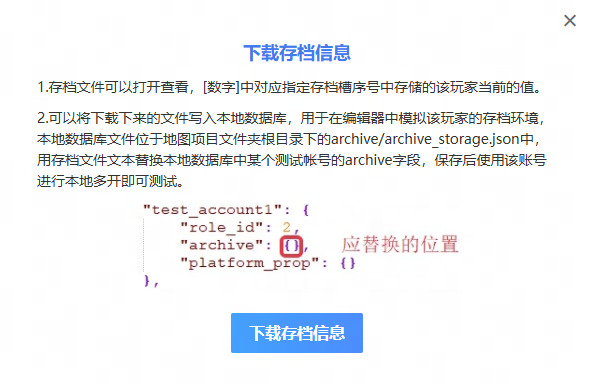 ×
下载存档信息
1.存档文件可以打开查看，[数字]中对应指定存档槽序号中存储的该玩家当前的值。
2.可以将下载下来的文件写入本地数据库，用于在编辑器中模拟该玩家的存档环境，
本地数据库文件位于地图项目文件夹根目录下的archive/archive_storage.json中，
用存档文件文本替换本地数据库中某个测试帐号的archive字段，保存后使用该账号
进行本地多开即可测试。
"test_account1": {
"role_id": 2,
"archive": {}, 应替换的位置
"platform_prop": {}
},
下载存档信息